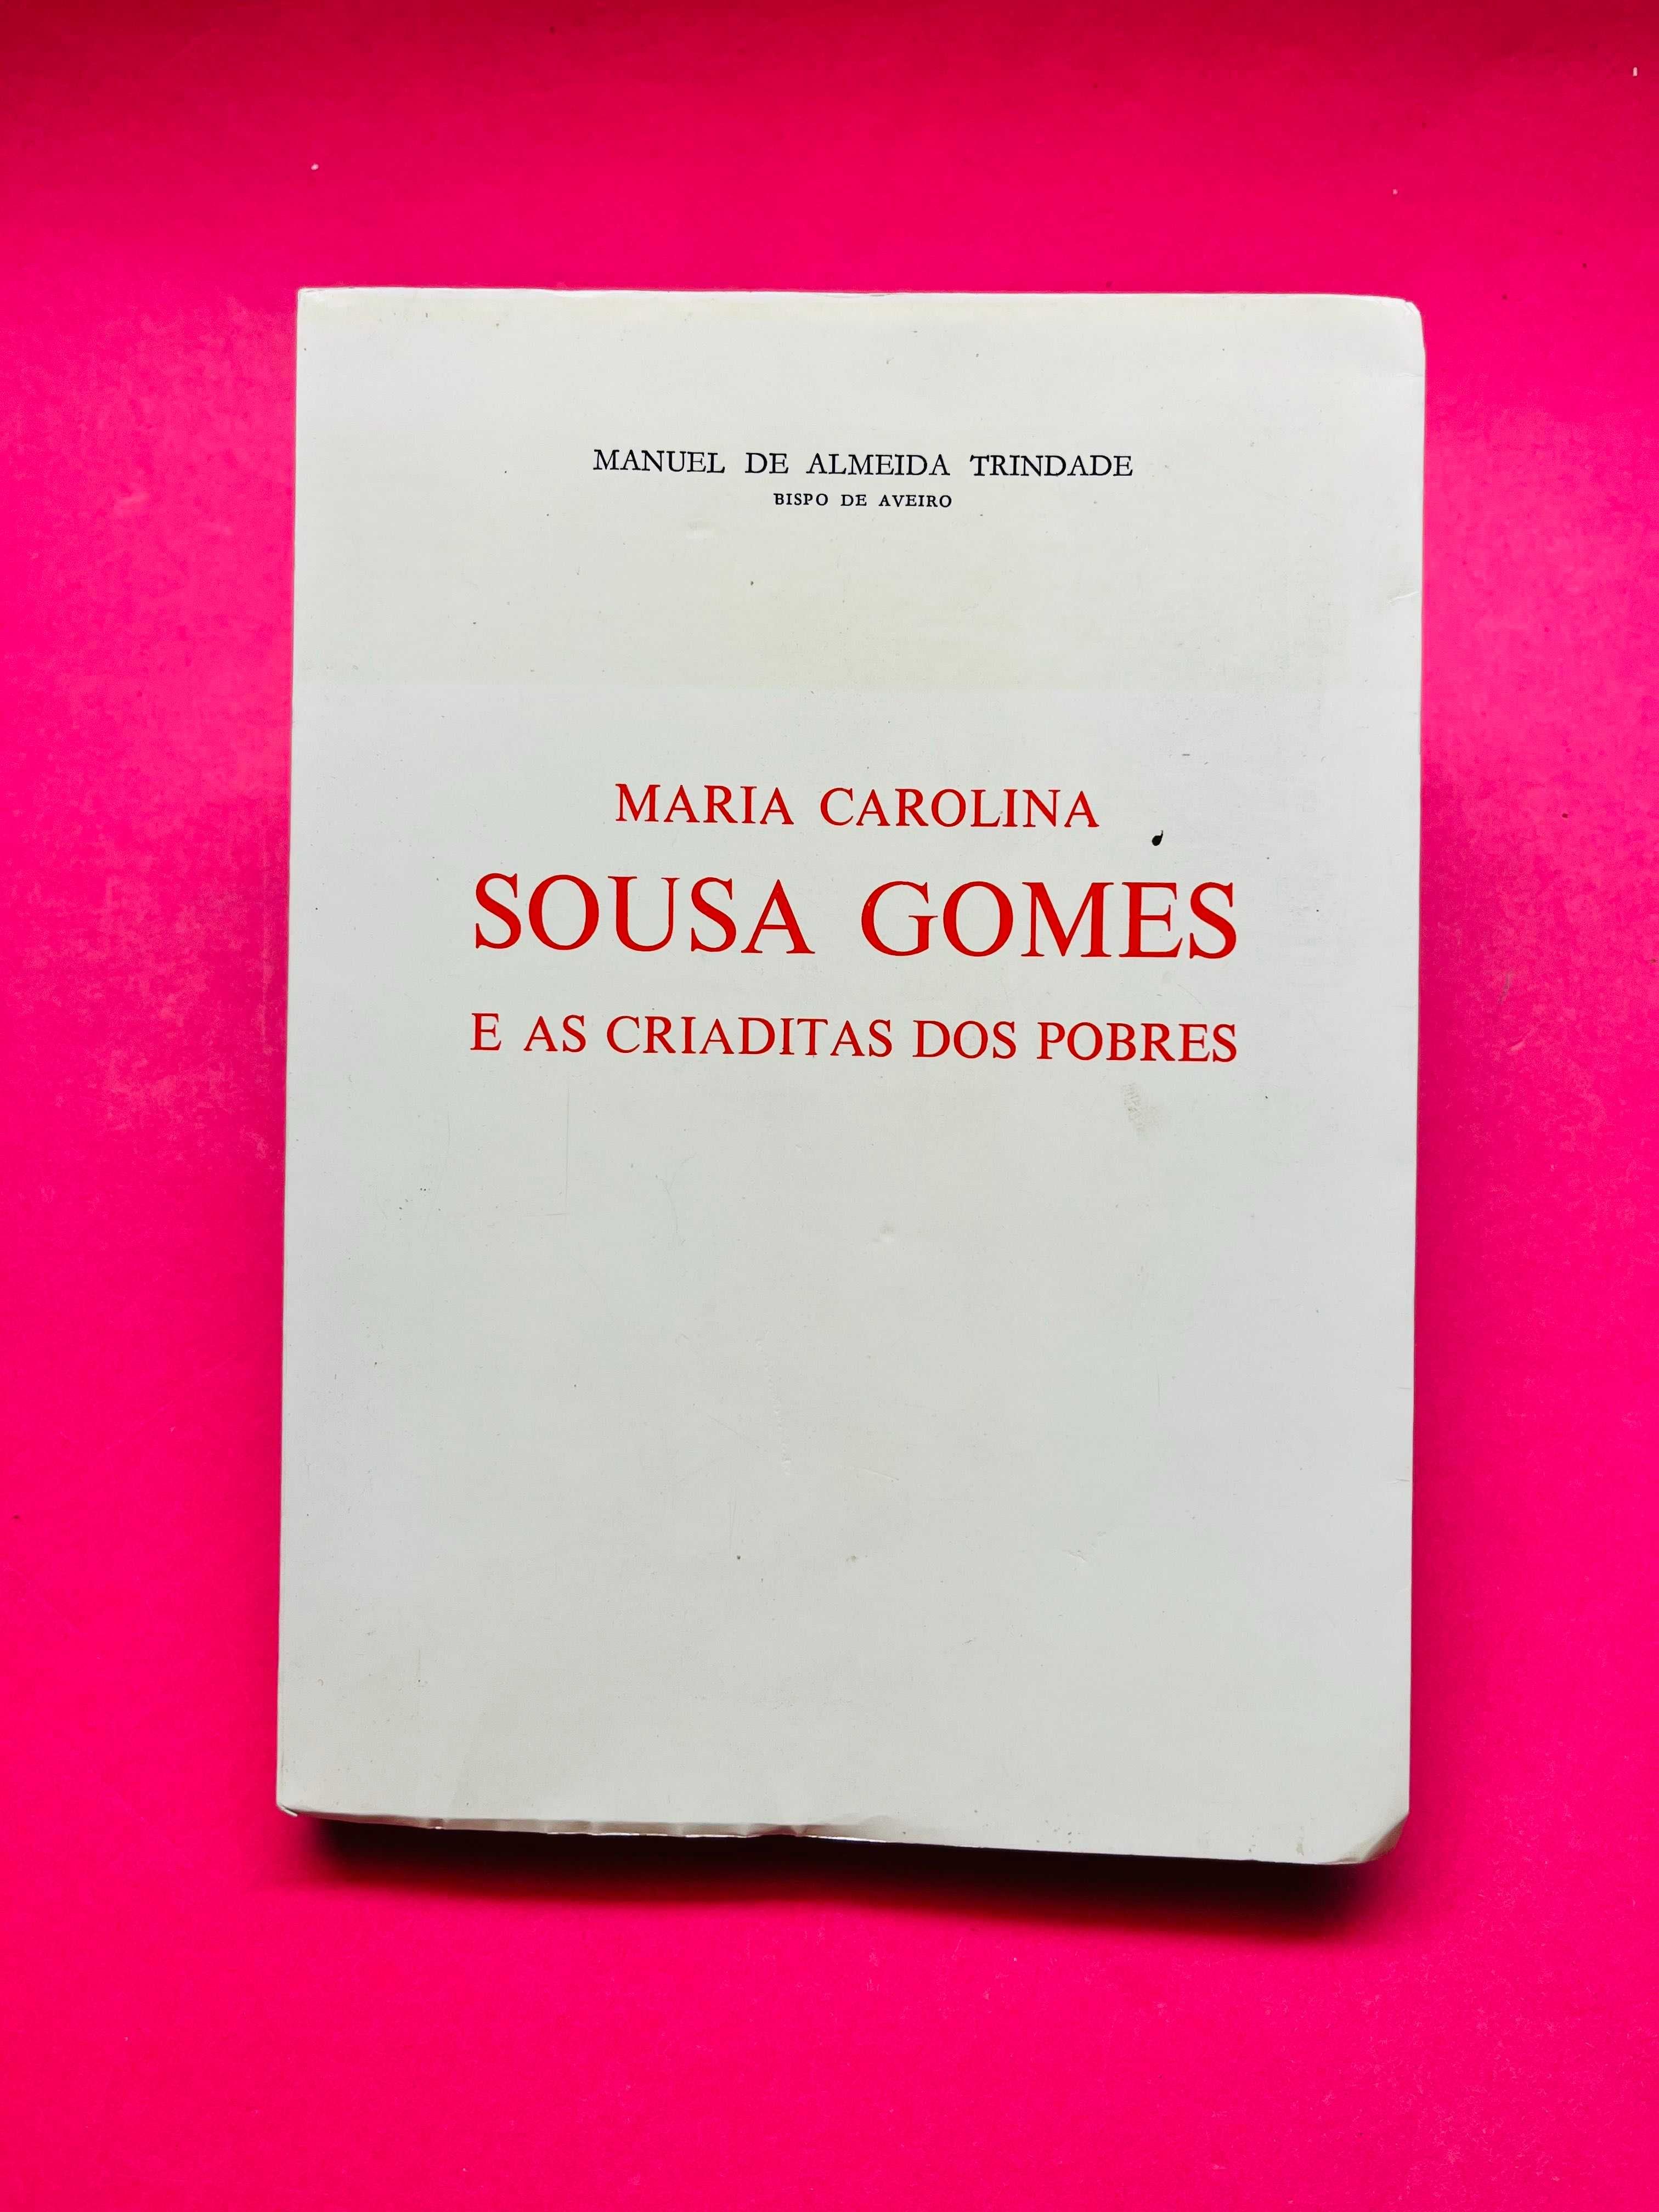 MANUEL DE ALMEIDA TRINDADE
BISPO DE AVEIRO
MARIA CAROLINA
SOUSA GOMES
E AS CRIADITAS DOS POBRES